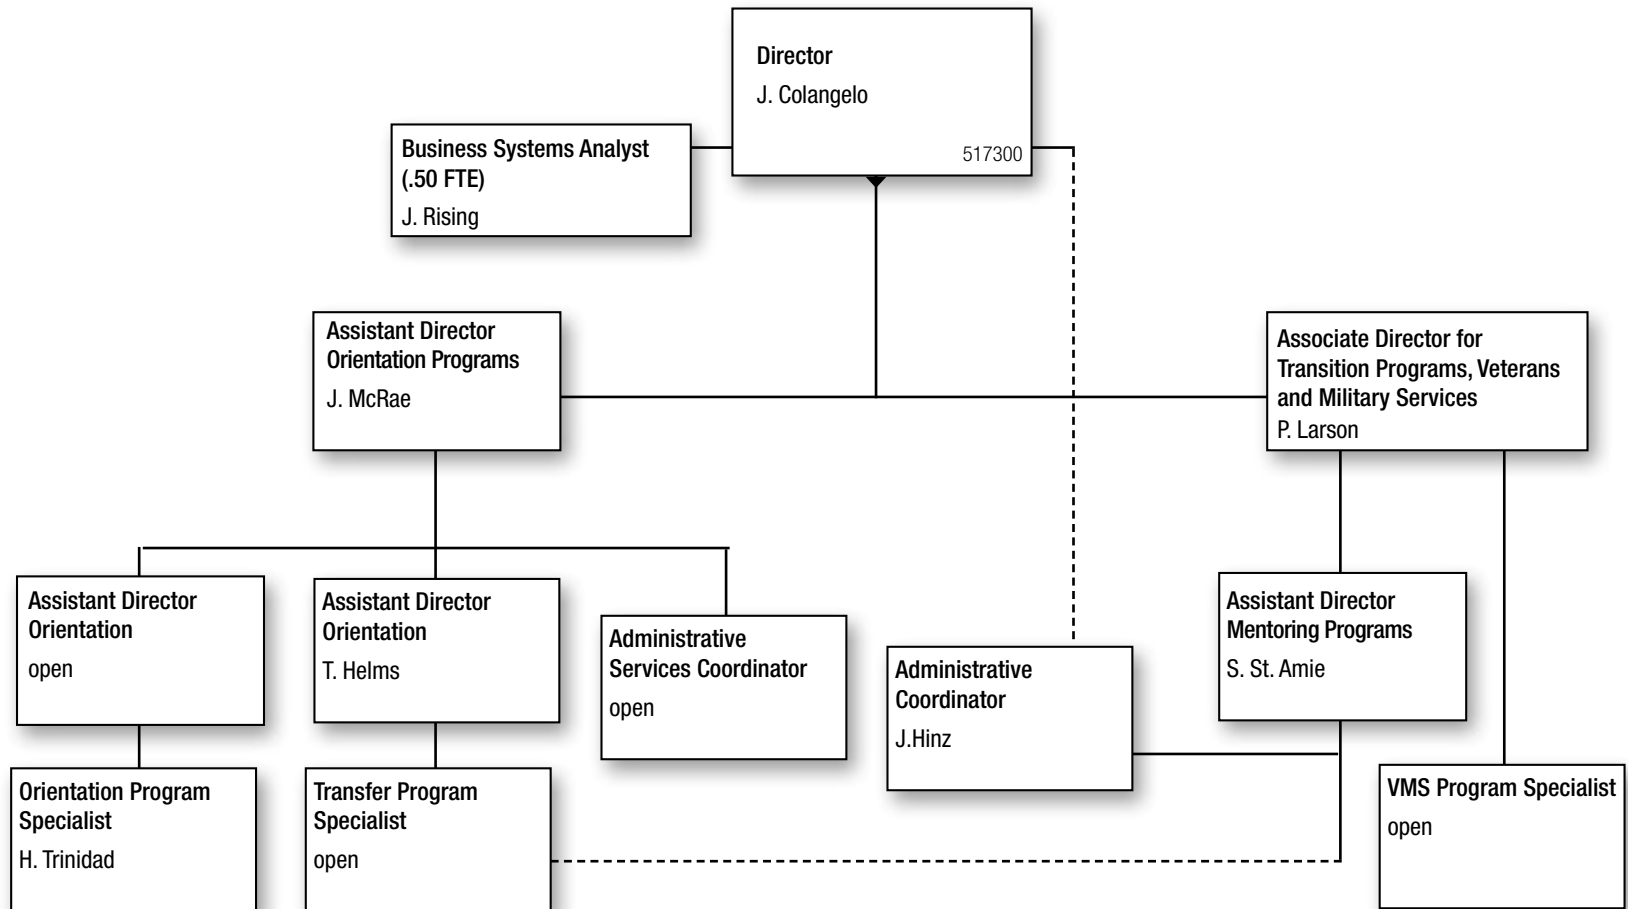 Director
J. Colangelo
517300
Business Systems Analyst
(.50 FTE)
J. Rising
Assistant Director
Orientation Programs
J. McRae
Associate Director for
Transition Programs, Veterans
and Military Services
P. Larson
Assistant Director
Orientation
open
Assistant Director
Orientation
T. Helms
Administrative
Services Coordinator
open
Administrative
Coordinator
J.Hinz
Assistant Director
Mentoring Programs
S. St. Amie
Orientation Program
Specialist
H. Trinidad
Transfer Program
Specialist
open
VMS Program Specialist
open